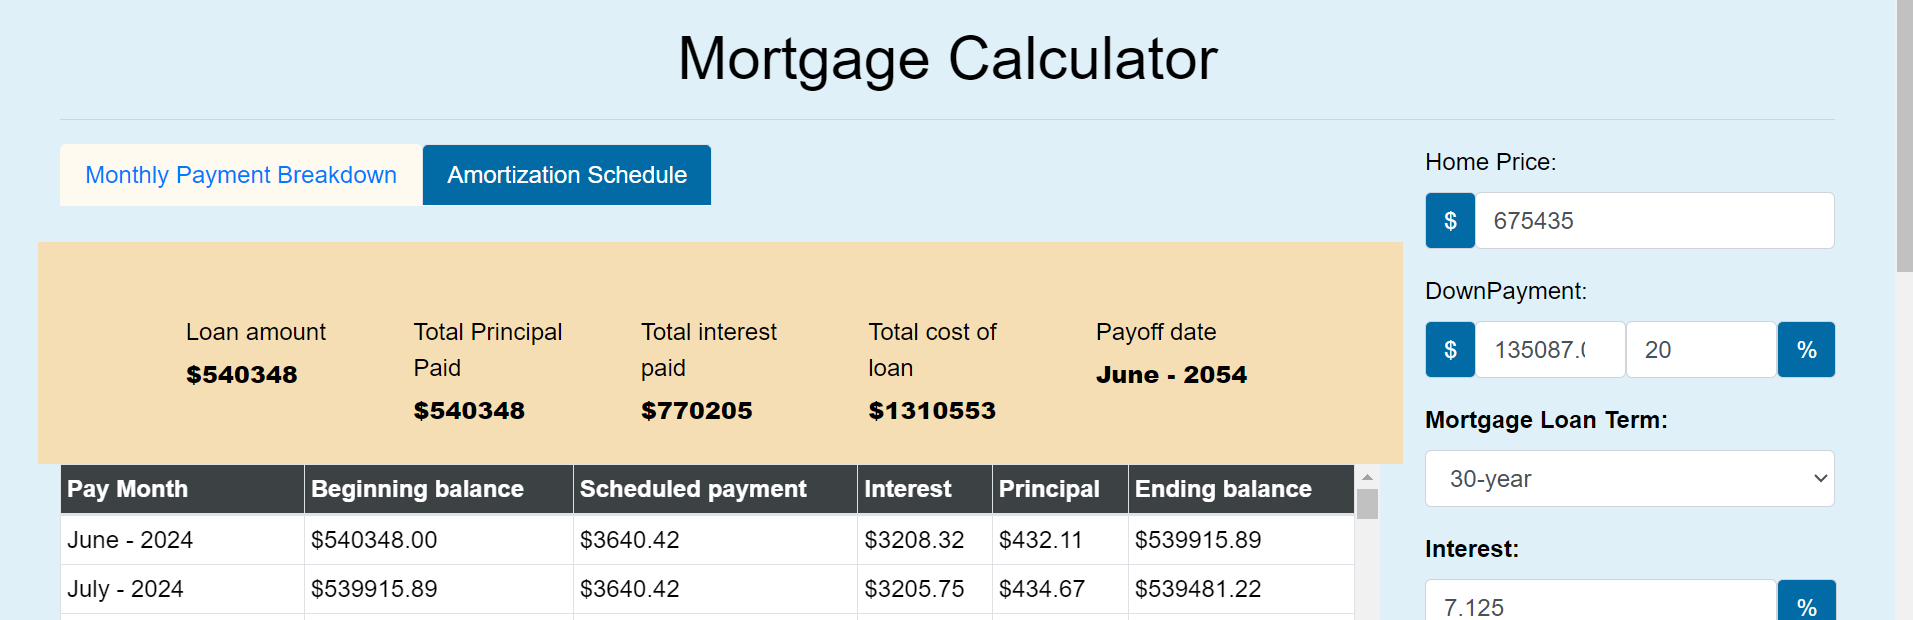 Mortgage Calculator
Monthly Payment Breakdown Amortization Schedule
Home Price:
$ 675435
DownPayment:
$ 20 %
Mortgage Loan Term:
30-year
Interest:
7.125 %
Loan amount
$540348
Total Principal
Paid
$540348
Total interest
paid
$770205
Total cost of
loan
$1310553
Payoff date
June - 2054
Pay Month Beginning balance Scheduled payment Interest Principal Ending balance
June - 2024 $540348.00 $3640.42 $3208.32 $432.11 $539915.89
July - 2024 $539915.89 $3640.42 $3205.75 $434.67 $539481.22